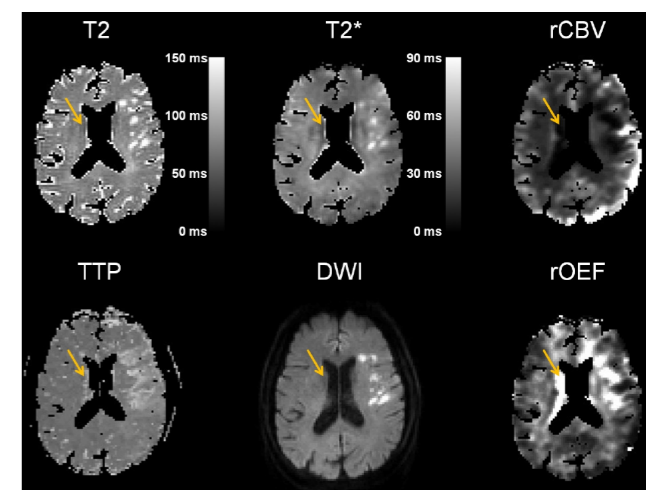 T2 T2* rCBV
150 ms 90 ms
100 ms 60 ms
50 ms 30 ms
0 ms 0 ms
TTP DWI rOEF